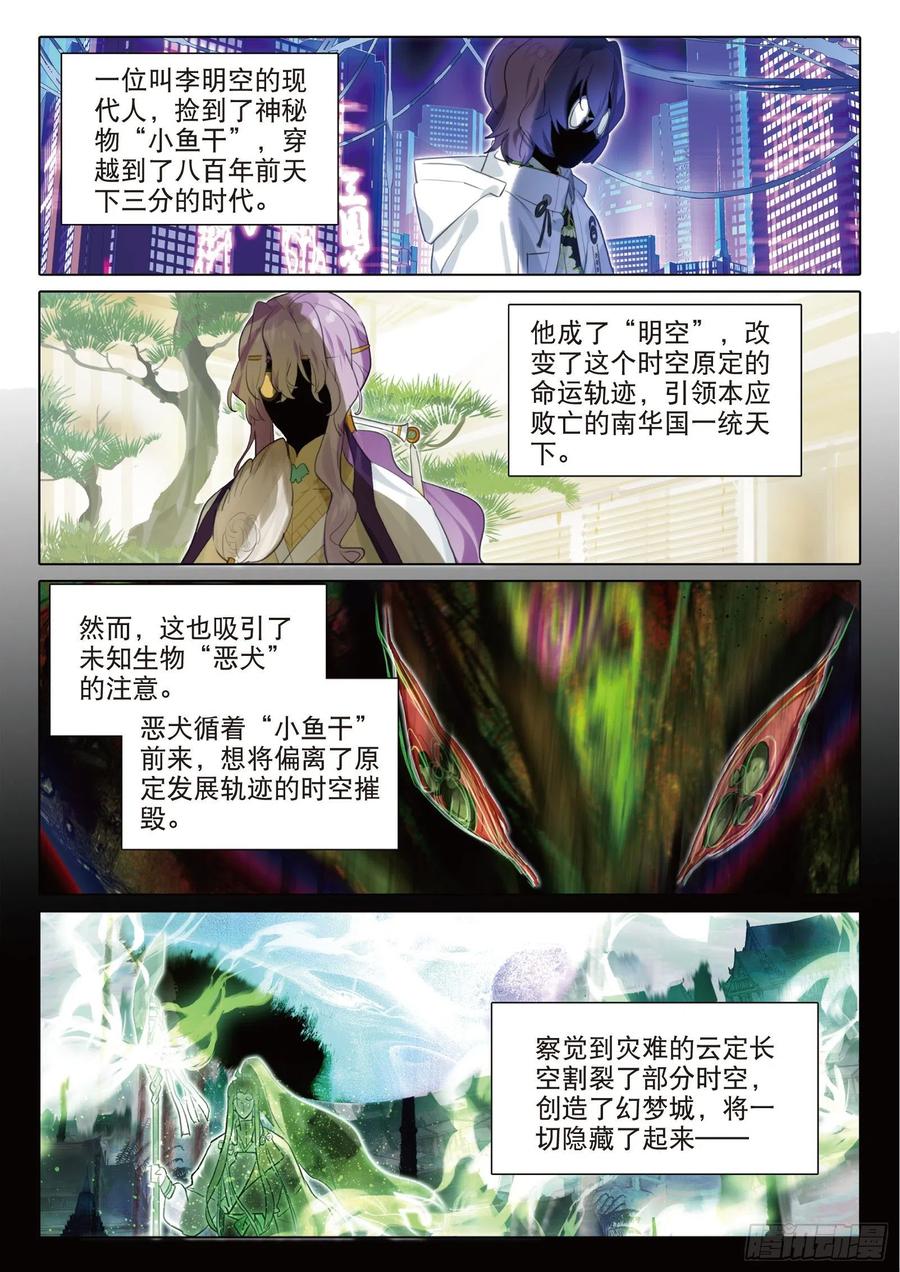 一位叫李明空的现
代人，捡到了神秘
物“小鱼干”，穿
越到了八百年前天
下三分的时代。
他成了“明空”，改
变了这个时空原定的
命运轨迹，引领本应
败亡的南华国一统天
下。
然而，这也吸引了
未知生物“恶犬”
的注意。
恶犬循着“小鱼干”
前来，想将偏离了原
定发展轨迹的时空摧
毁。
察觉到灾难的云定长
空割裂了部分时空，
创造了幻梦城，将一
切隐藏了起来——
腾讯动漫